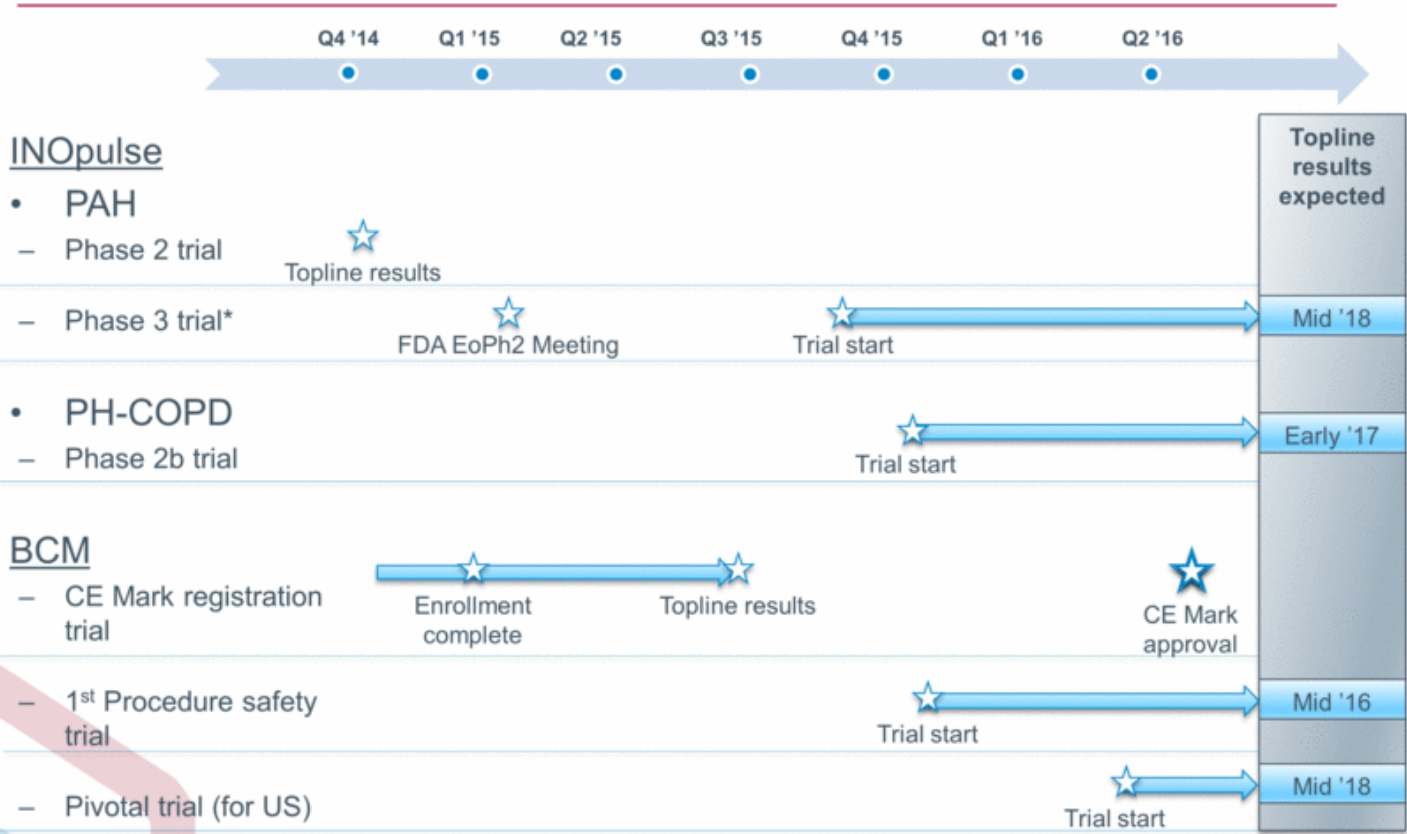 Q4 '14 Q1 '15 Q2 '15 Q3 '15 Q4 '15 Q1 '16 Q2 '16
Topline
results
expected
INOpulse
• PAH
– Phase 2 trial
Topline results
– Phase 3 trial*
FDA EoPh2 Meeting
Trial start
Mid '18
• PH-COPD
– Phase 2b trial
Trial start
Early '17
BCM
– CE Mark registration
trial
Enrollment
complete
Topline results
CE Mark
approval
– 1st Procedure safety
trial
Trial start
Mid '16
– Pivotal trial (for US)
Trial start
Mid '18